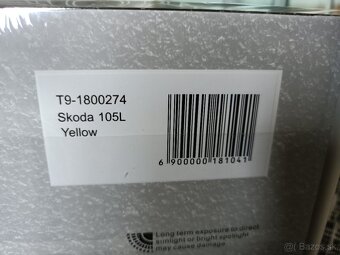 T9-1800274
Skoda 105L
Yellow
6 900000 181041
Long term exposure to direct
sunlight or bright spotlight
may cause damage
Bazos.sk